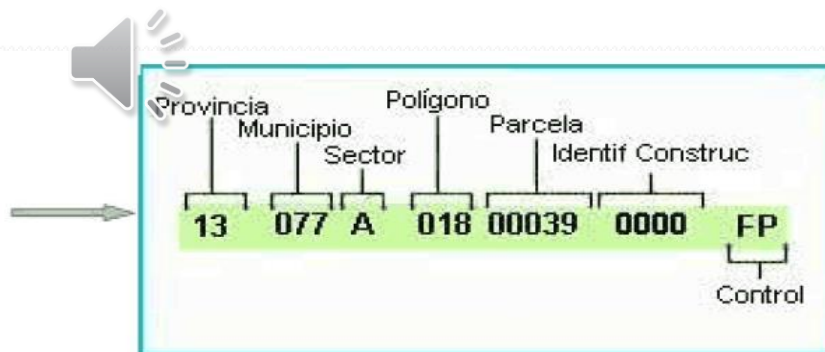 Provincia
Municipio
Sector
Polígono
Parcela
Identif Construc
13 077 A 018 00039 0000 FP
Control